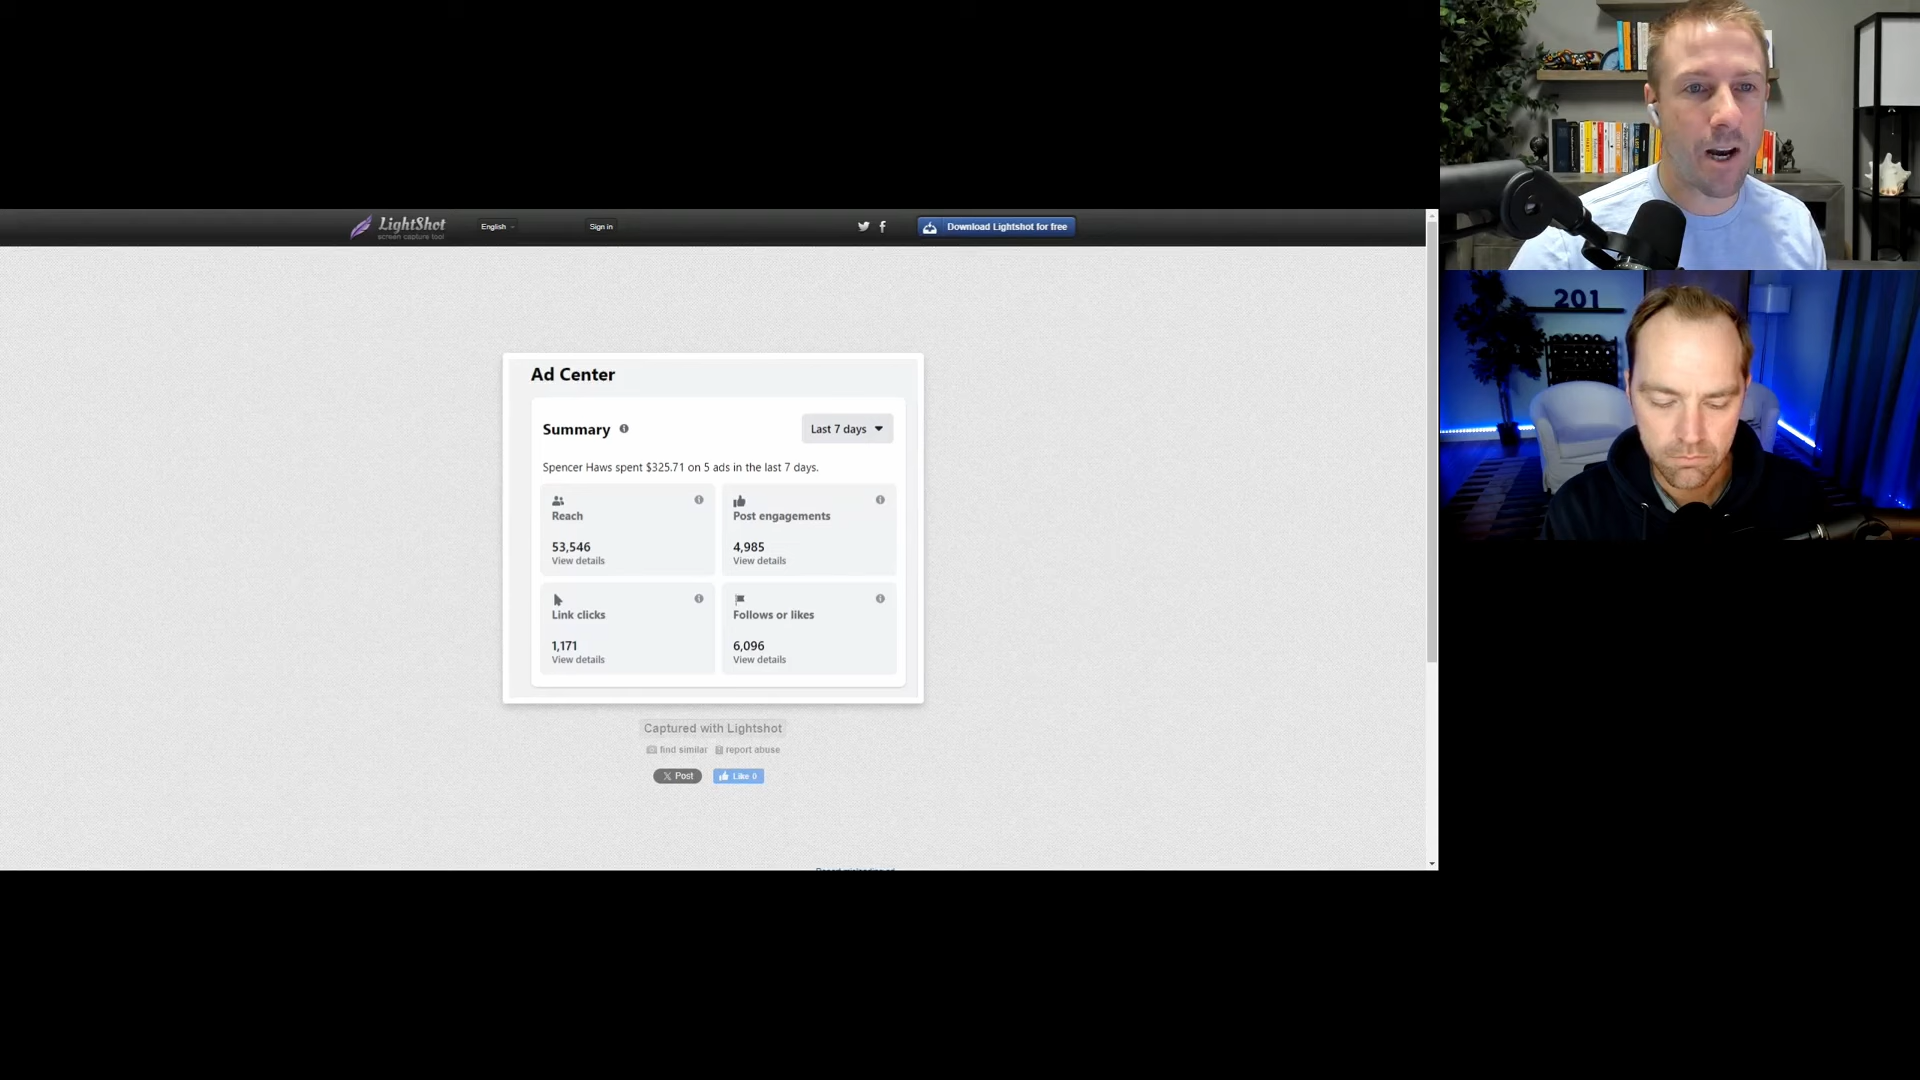 LightShot
screen capture tool
English
Sign in
Download Lightshot for free
201
Ad Center
Summary
Last 7 days
Spencer Haws spent $325.71 on 5 ads in the last 7 days.
Reach
53,546
View details
Post engagements
4,985
View details
Link clicks
1,171
View details
Follows or likes
6,096
View details
Captured with Lightshot
find similar
report abuse
Post
Like 0